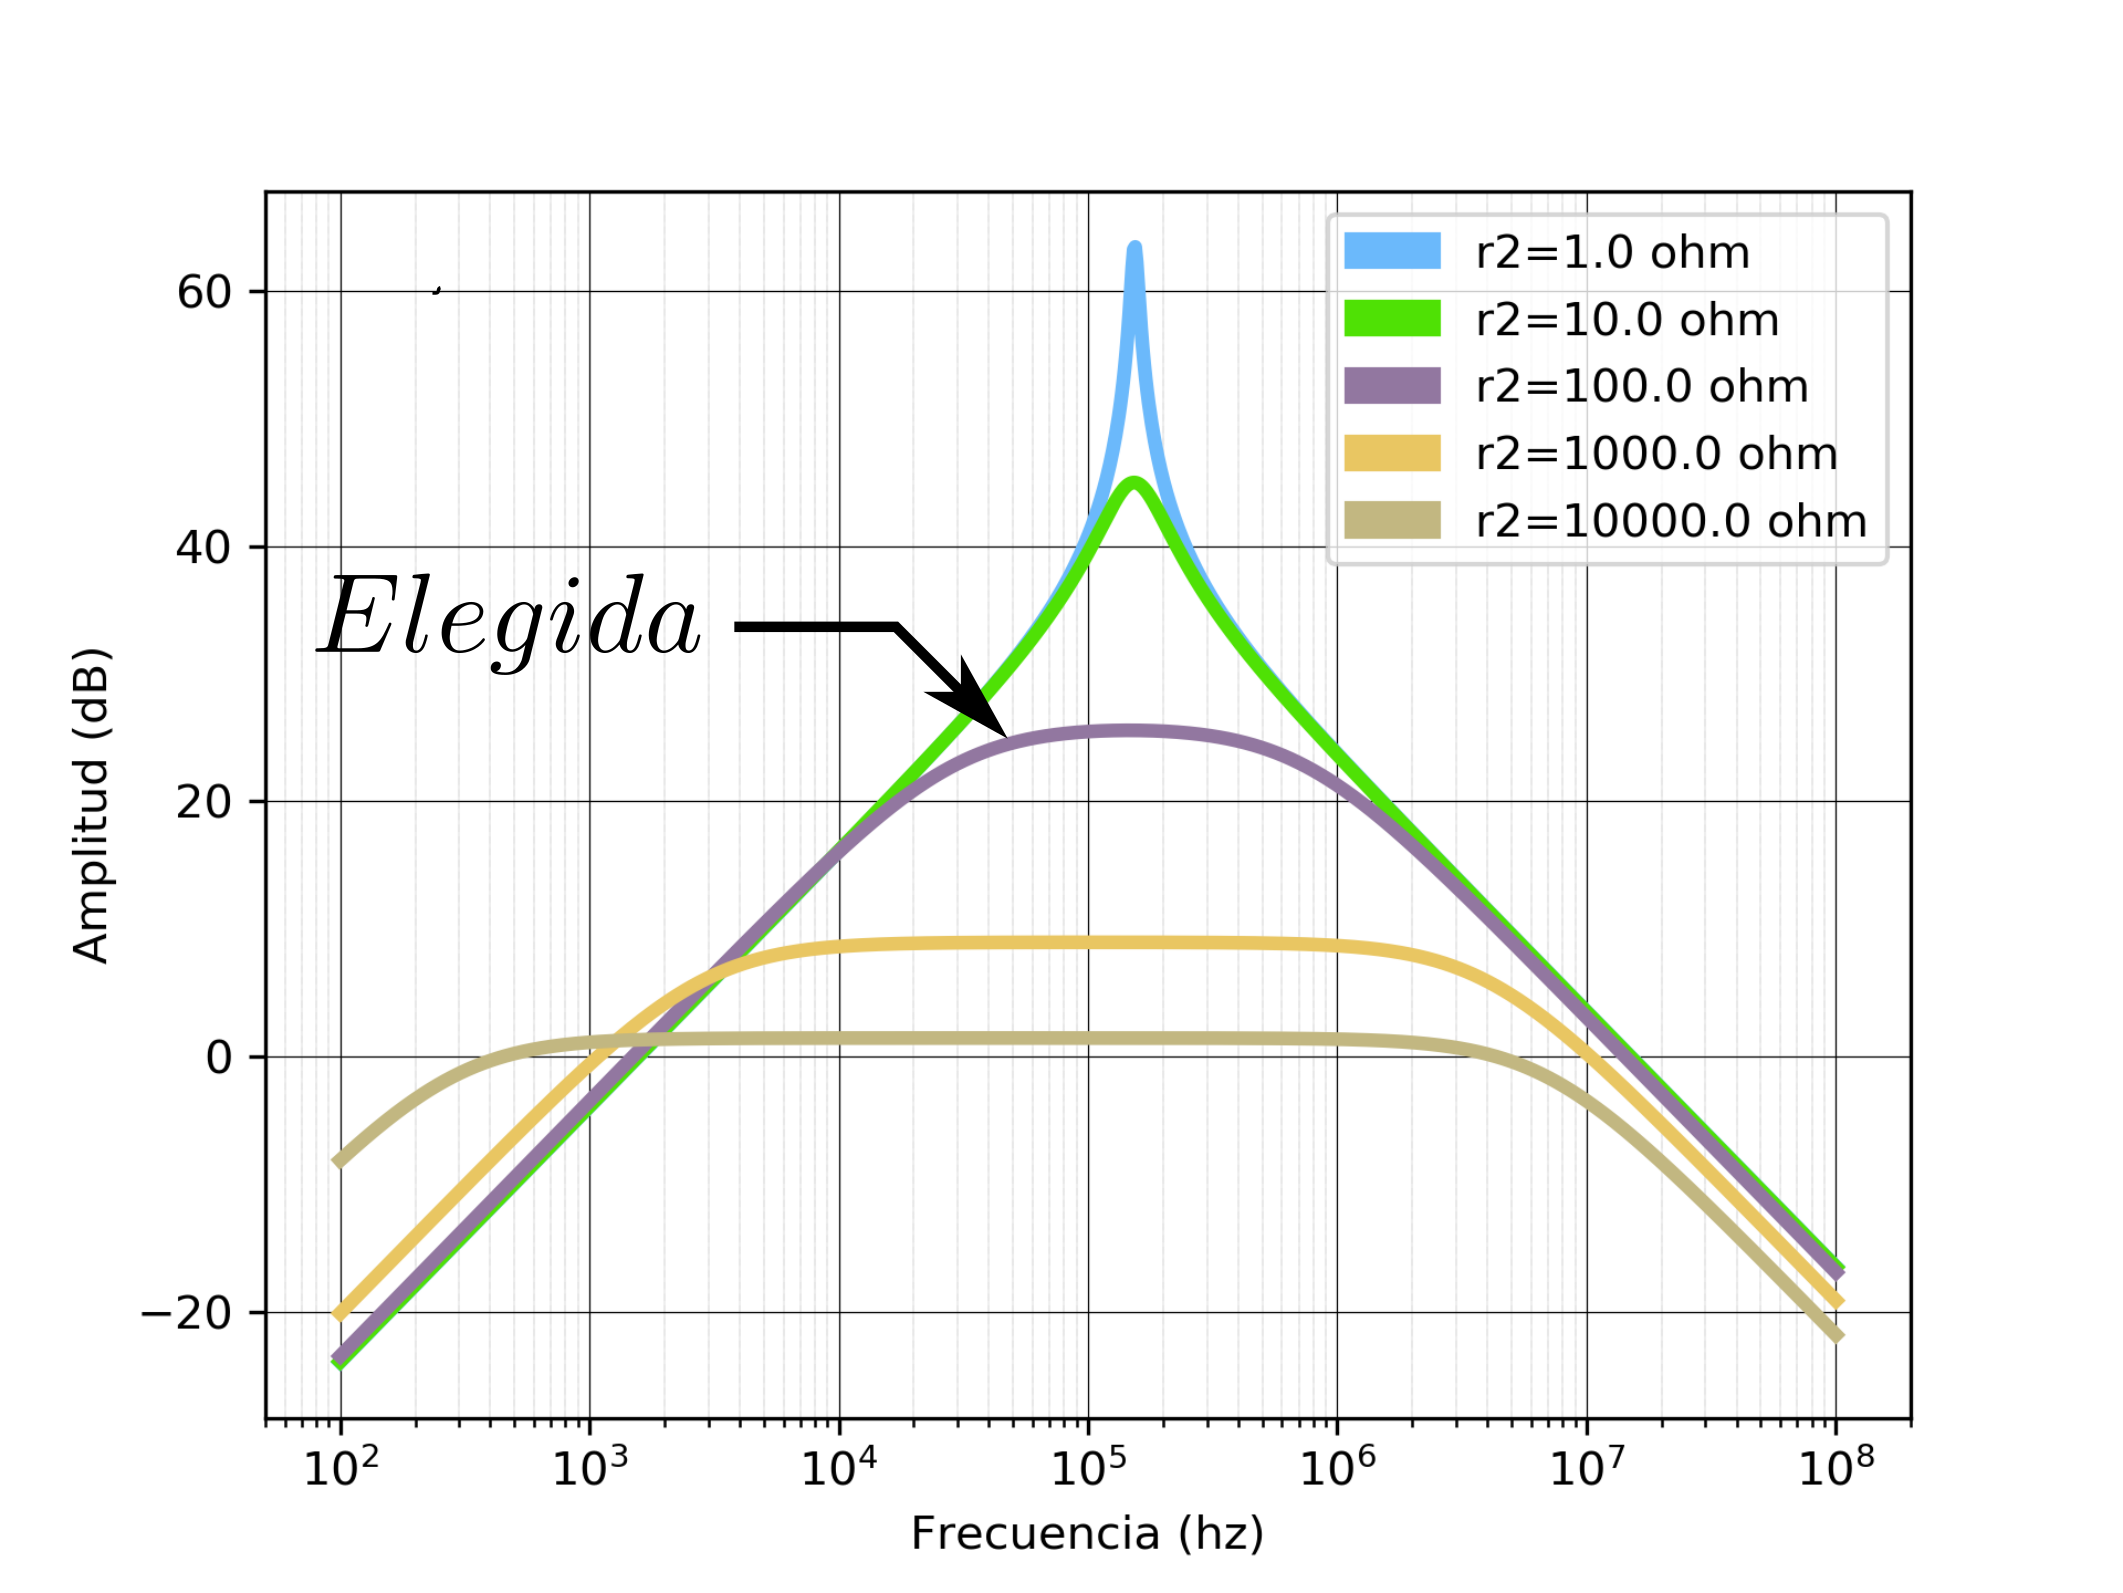 r2=1.0 ohm
r2=10.0 ohm
r2=100.0 ohm
r2=1000.0 ohm
r2=10000.0 ohm
Elegida
Amplitud (dB)
60
40
20
0
−20
10² 10³ 10⁴ 10⁵ 10⁶ 10⁷ 10⁸
Frecuencia (hz)